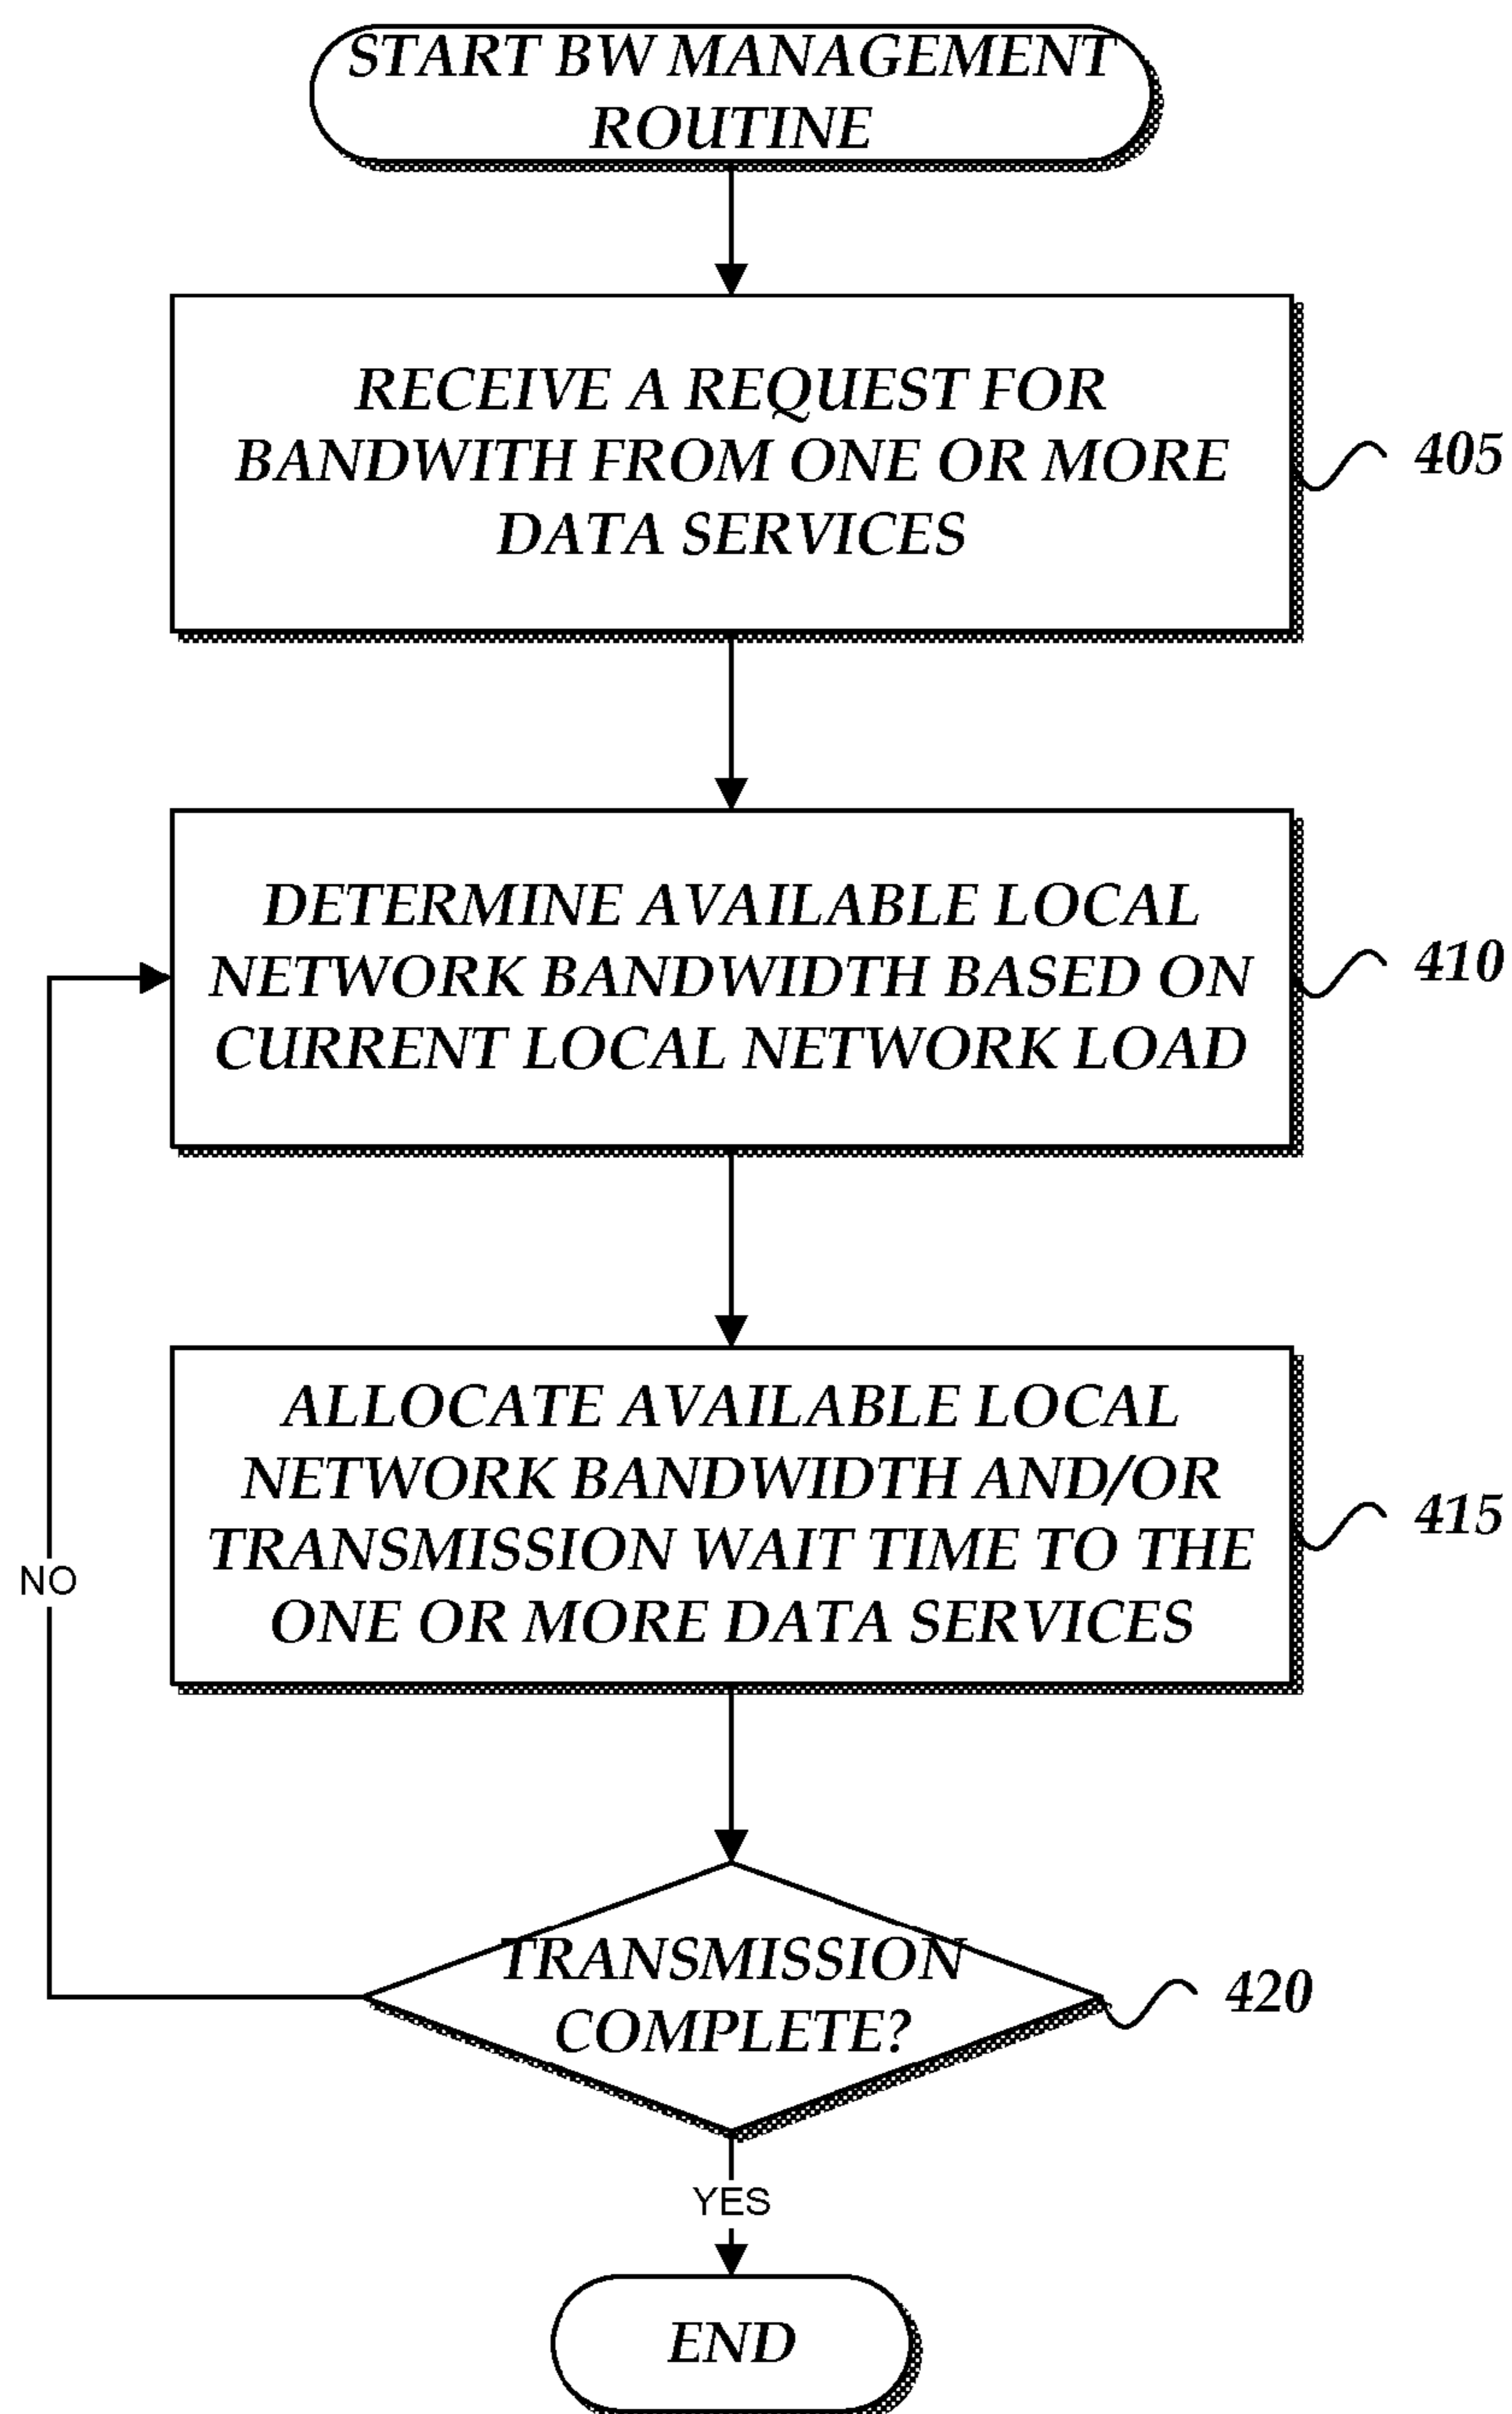 START BW MANAGEMENT
ROUTINE
RECEIVE A REQUEST FOR
BANDWITH FROM ONE OR MORE
DATA SERVICES
405
DETERMINE AVAILABLE LOCAL
NETWORK BANDWIDTH BASED ON
CURRENT LOCAL NETWORK LOAD
410
ALLOCATE AVAILABLE LOCAL
NETWORK BANDWIDTH AND/OR
TRANSMISSION WAIT TIME TO THE
ONE OR MORE DATA SERVICES
415
NO
TRANSMISSION
COMPLETE?
420
YES
END